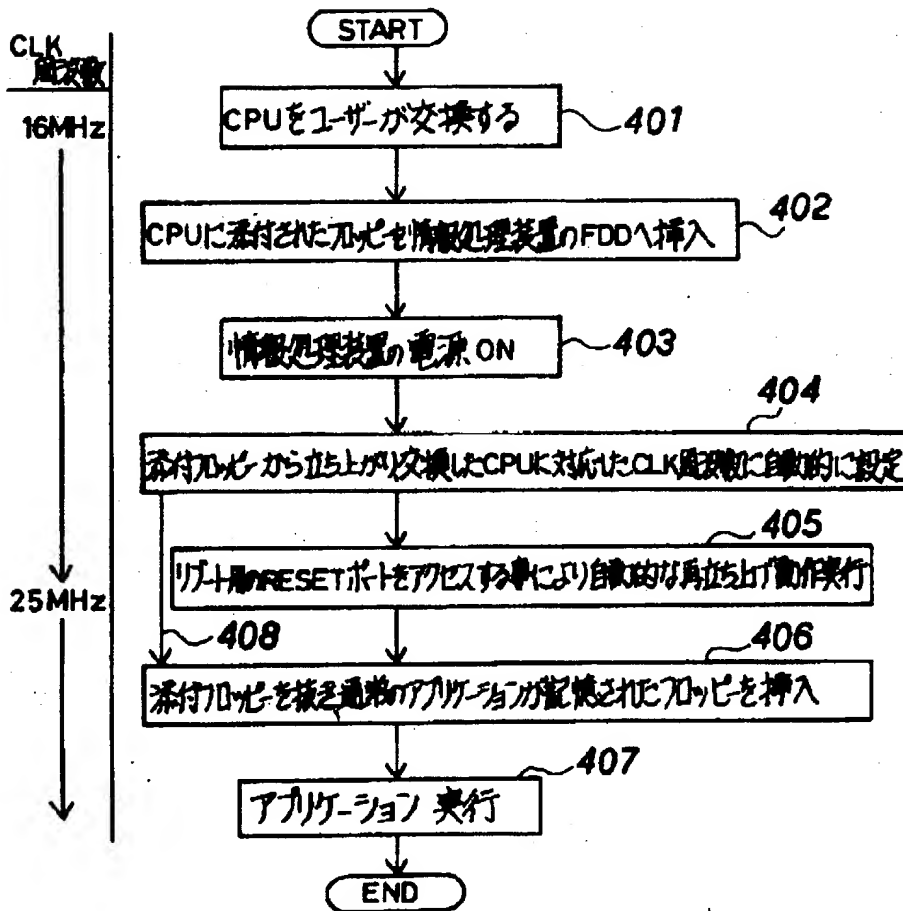 START
CLK
周波数
CPUをユーザーが交換する
401
16MHz
402
CPUに添付されたフロッピーを情報処理装置のFDDへ挿入
情報処理装置の電源ON
403
404
添付フロッピーから立ち上がり交換したCPUに対応したCLK周波数に自動的に設定
405
リブート用のRESETポートをアクセスする事により自動的な再立ち上げ動作実行
25MHz
408
406
添付フロッピーを抜き通常のアプリケーションが記憶されたフロッピーを挿入
407
アプリケーション実行
END